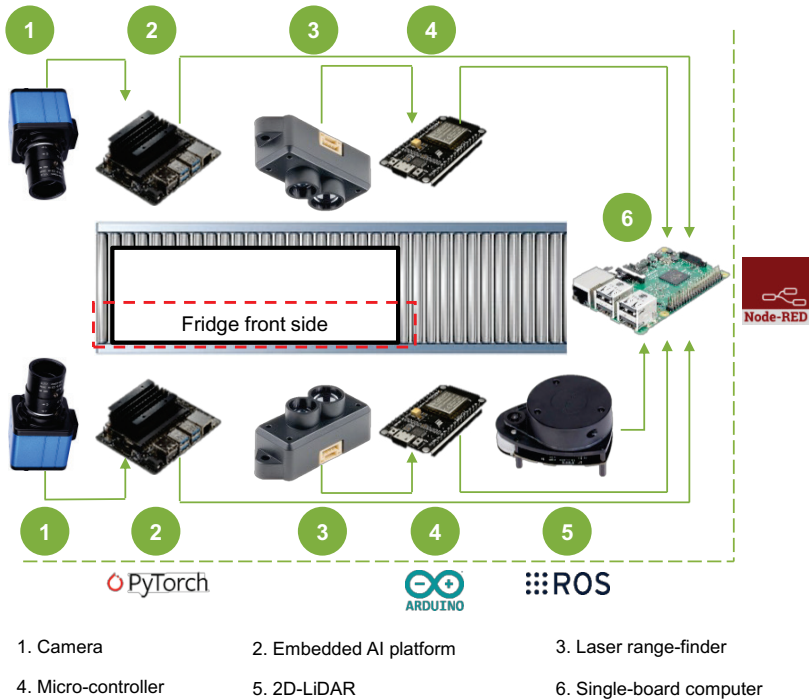 1
2
3
4
6
Fridge front side
Node-RED
1
2
3
4
5
PyTorch
ARDUINO
ROS
1. Camera
2. Embedded AI platform
3. Laser range-finder
4. Micro-controller
5. 2D-LiDAR
6. Single-board computer